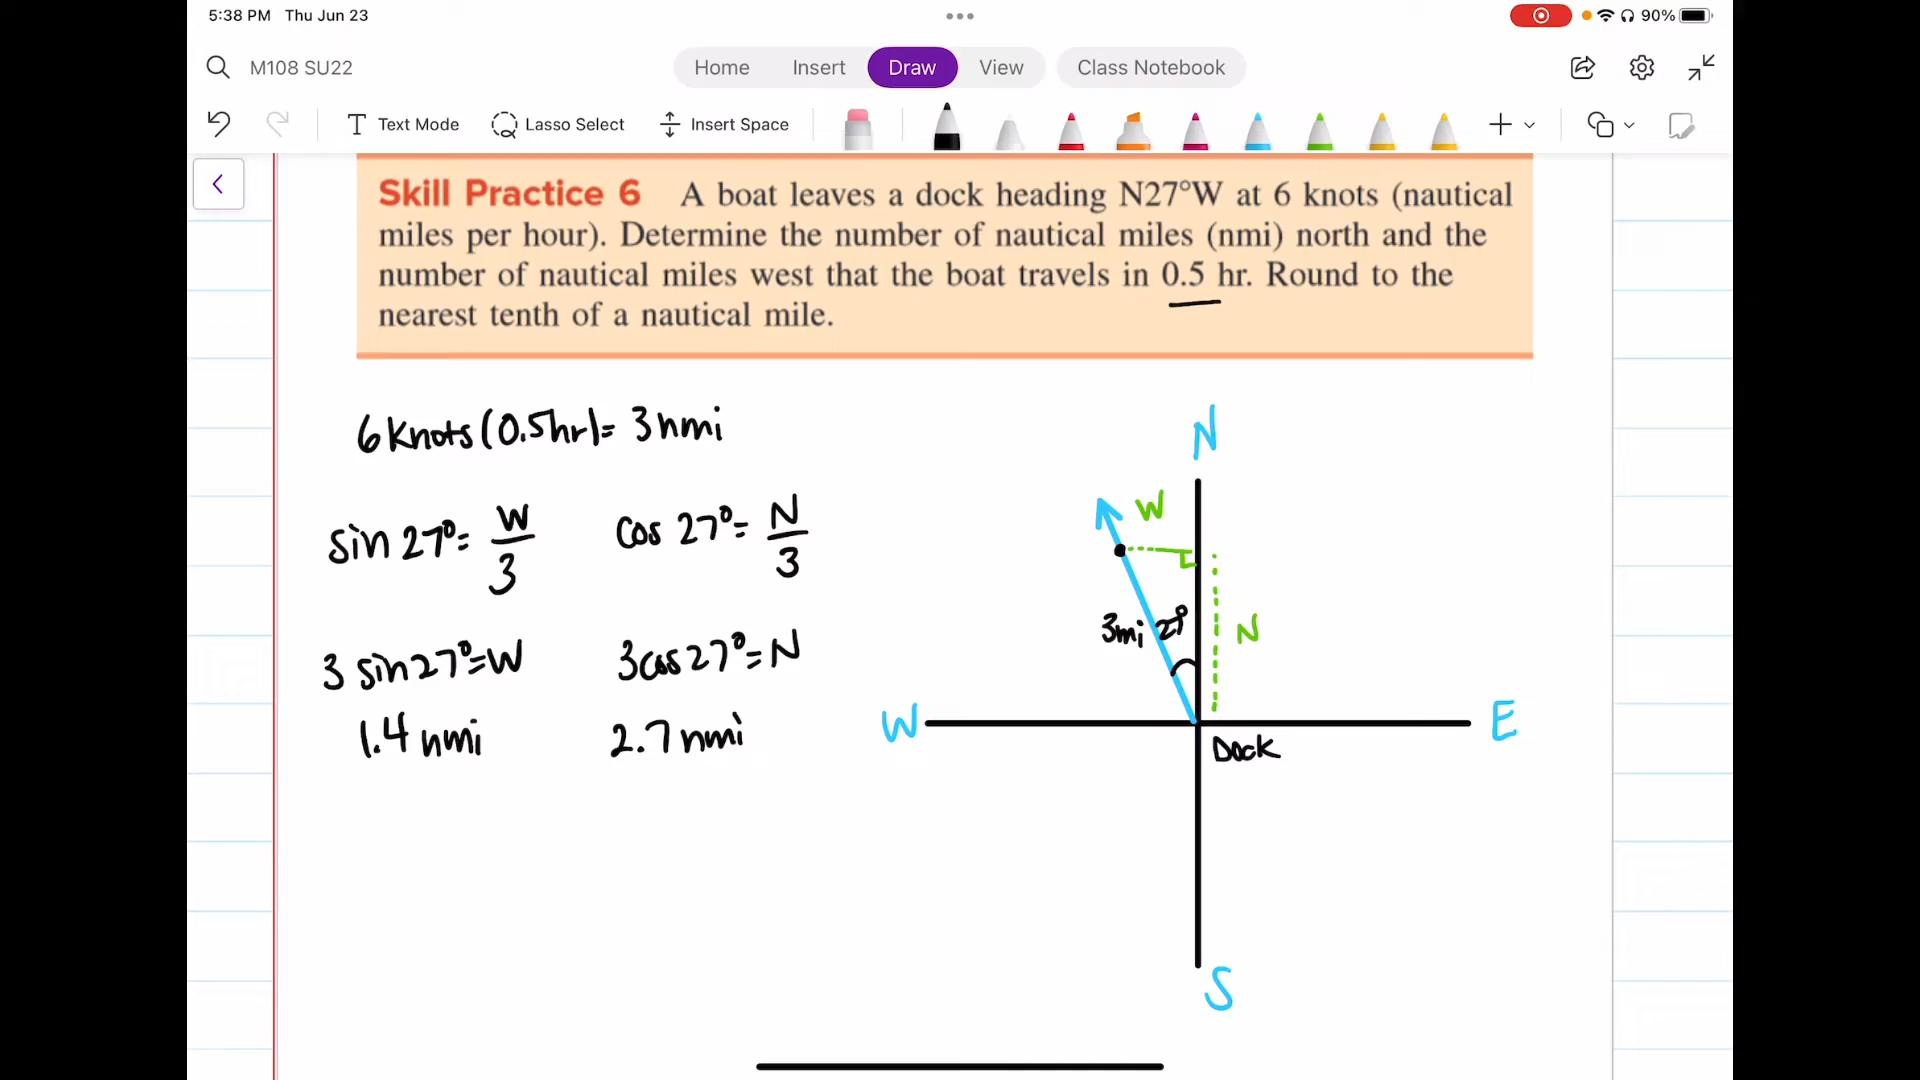 5:38 PM Thu Jun 23
90%
M108 SU22
Home Insert Draw View Class Notebook
Text Mode Lasso Select Insert Space
Skill Practice 6 A boat leaves a dock heading N27°W at 6 knots (nautical
miles per hour). Determine the number of nautical miles (nmi) north and the
number of nautical miles west that the boat travels in 0.5 hr. Round to the
nearest tenth of a nautical mile.
6 knots (0.5hr)= 3 nmi
sin 27°= W/3 cos 27°= N/3
3 sin 27°=W 3cos 27°=N
1.4 nmi 2.7 nmi
N
W
3mi 27° N
W E
Dock
S